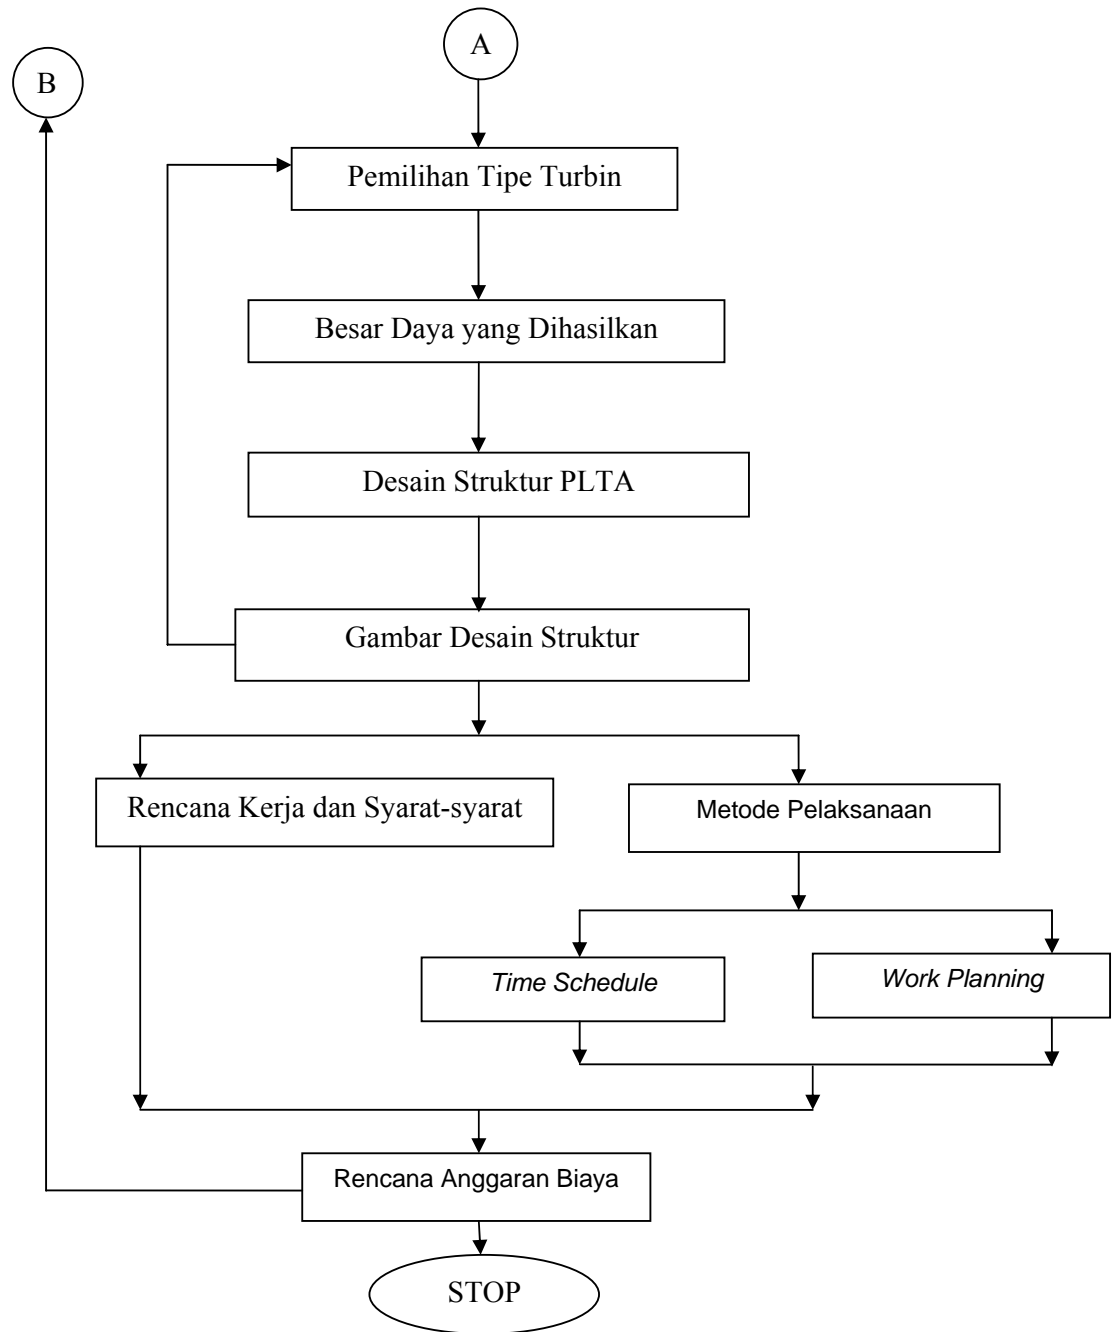 A
B
Pemilihan Tipe Turbin
Besar Daya yang Dihasilkan
Desain Struktur PLTA
Gambar Desain Struktur
Rencana Kerja dan Syarat-syarat
Metode Pelaksanaan
Time Schedule
Work Planning
Rencana Anggaran Biaya
STOP